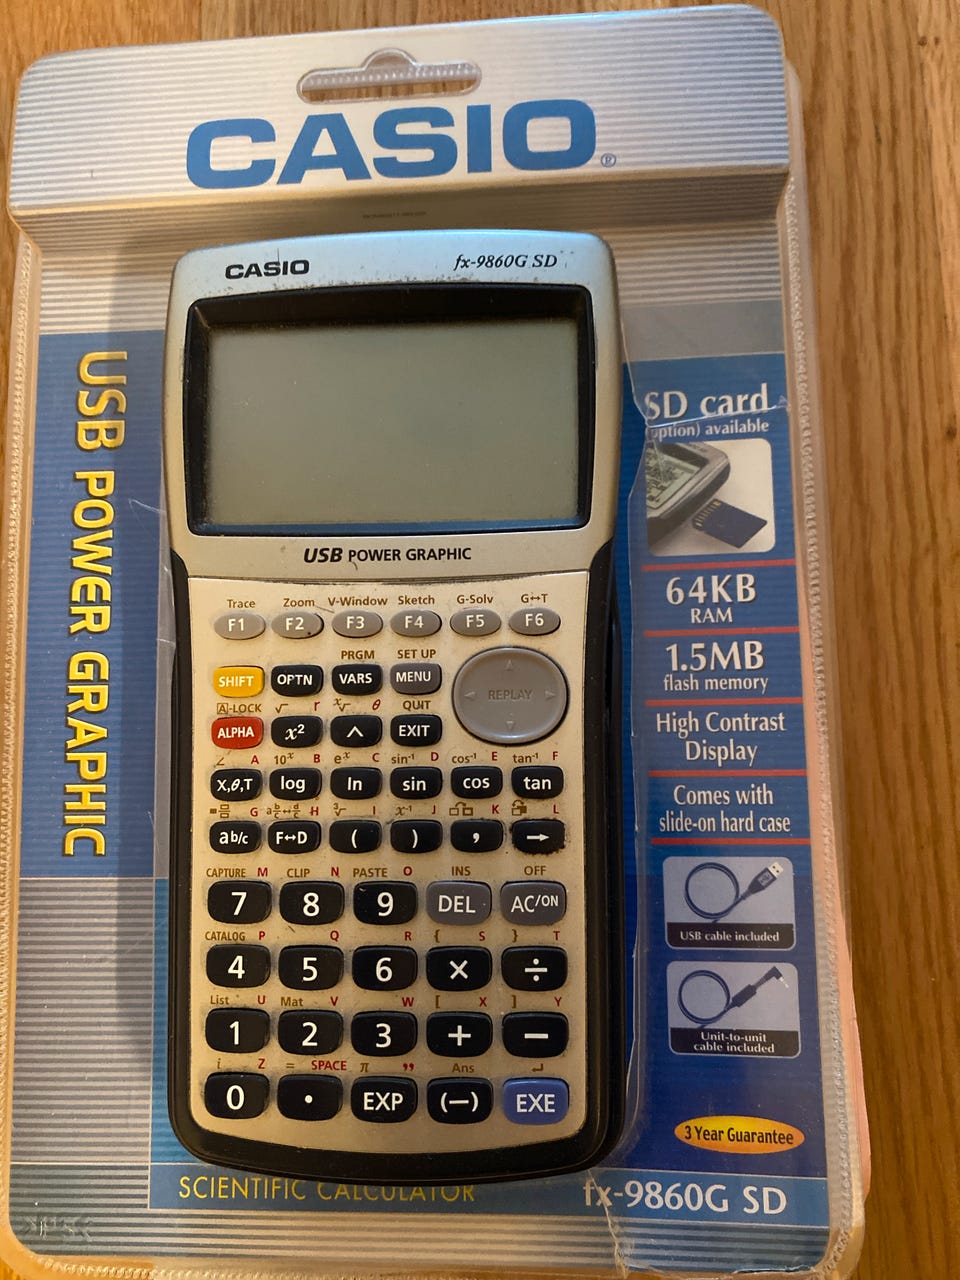 CASIO®
CASIO fx-9860G SD
USB POWER GRAPHIC
USB POWER GRAPHIC
Trace Zoom V-Window Sketch G-Solv G↔T
F1 F2 F3 F4 F5 F6
PRGM SET UP
SHIFT OPTN VARS MENU
REPLAY
A-LOCK √ r ˣ√ θ QUIT
ALPHA x² ^ EXIT
∠ A 10ˣ B eˣ C sin⁻¹ D cos⁻¹ E tan⁻¹ F
X,θ,T log ln sin cos tan
G a b/c↔d/c H ³√ I x⁻¹ J K L
a b/c F↔D ( ) , →
CAPTURE M CLIP N PASTE O INS OFF
7 8 9 DEL AC/ON
CATALOG P Q R { S } T
4 5 6 × ÷
List U Mat V W [ X ] Y
1 2 3 + −
i Z = SPACE π " Ans ↵
0 . EXP (−) EXE
SD card
(option) available
64KB
RAM
1.5MB
flash memory
High Contrast
Display
Comes with
slide-on hard case
USB cable included
Unit-to-unit
cable included
3 Year Guarantee
SCIENTIFIC CALCULATOR
fx-9860G SD